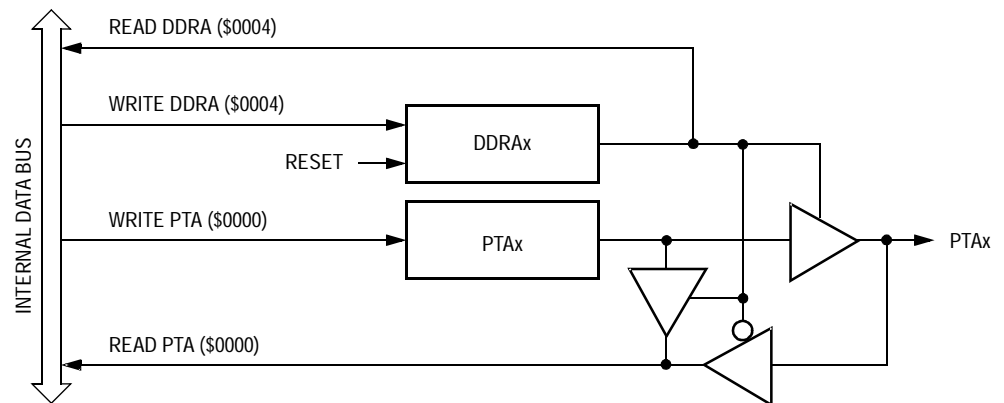 READ DDRA ($0004)
WRITE DDRA ($0004)
DDRAx
RESET
INTERNAL DATA BUS
WRITE PTA ($0000)
PTAx
PTAx
READ PTA ($0000)